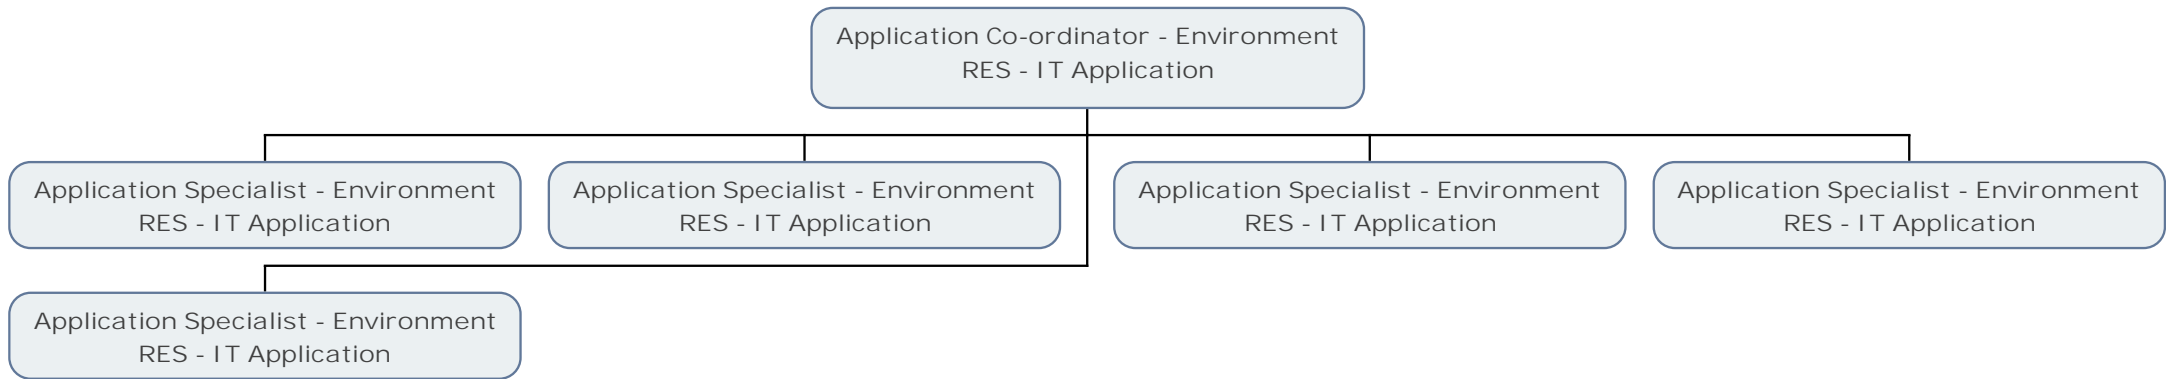 Application Co-ordinator - Environment
RES - IT Application
Application Specialist - Environment
RES - IT Application
Application Specialist - Environment
RES - IT Application
Application Specialist - Environment
RES - IT Application
Application Specialist - Environment
RES - IT Application
Application Specialist - Environment
RES - IT Application